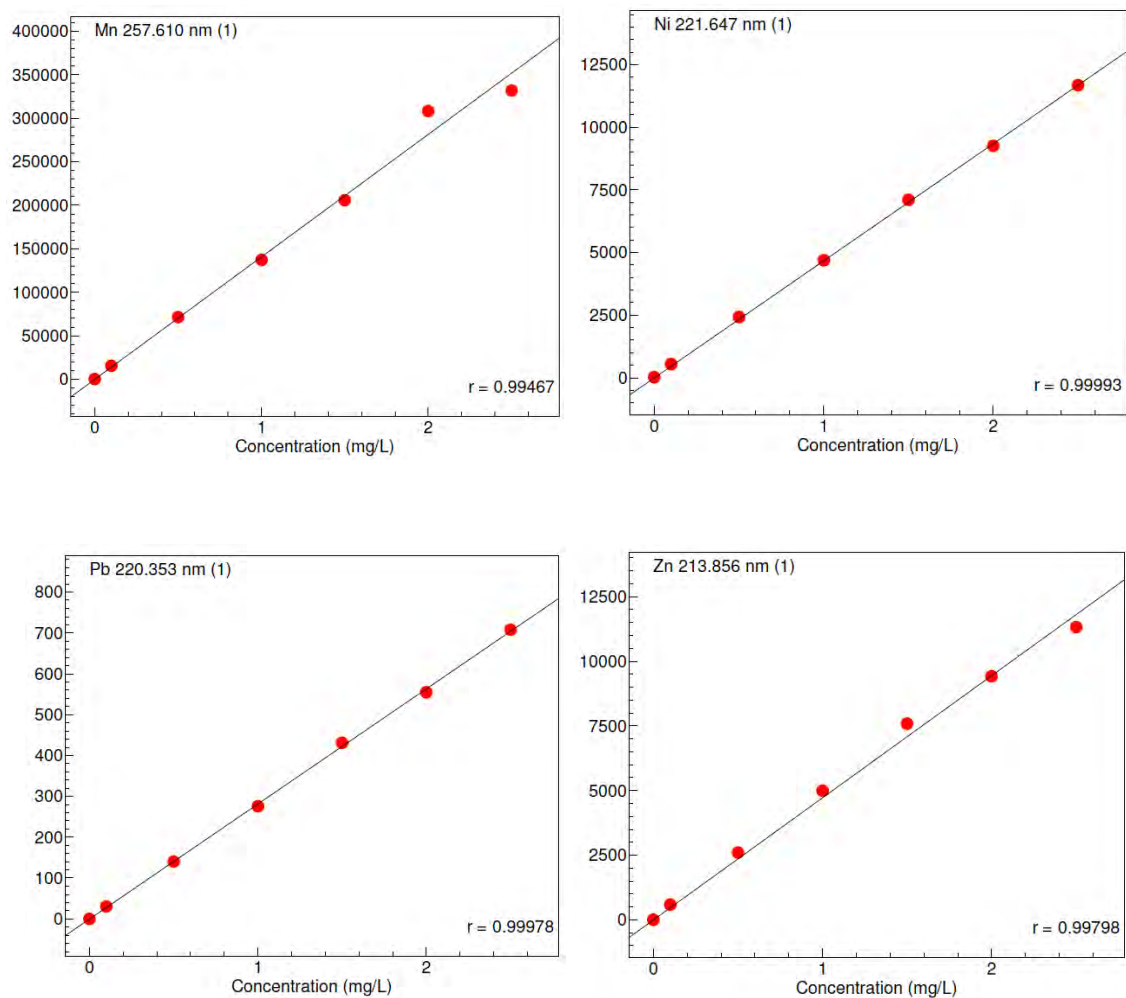 Mn 257.610 nm (1)
400000
350000
300000
250000
200000
150000
100000
50000
0
r = 0.99467
0 1 2
Concentration (mg/L)
Ni 221.647 nm (1)
12500
10000
7500
5000
2500
0
r = 0.99993
0 1 2
Concentration (mg/L)
Pb 220.353 nm (1)
800
700
600
500
400
300
200
100
0
r = 0.99978
0 1 2
Concentration (mg/L)
Zn 213.856 nm (1)
12500
10000
7500
5000
2500
0
r = 0.99798
0 1 2
Concentration (mg/L)